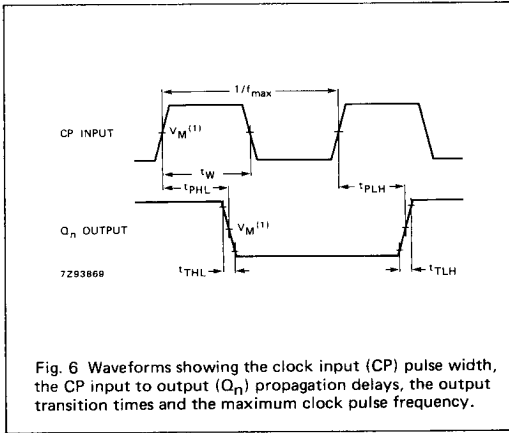 1/fmax
CP INPUT
VM(1)
tW
tPHL
tPLH
Qn OUTPUT
VM(1)
7Z93869
tTHL
tTLH
Fig. 6 Waveforms showing the clock input (CP) pulse width,
the CP input to output (Qn) propagation delays, the output
transition times and the maximum clock pulse frequency.